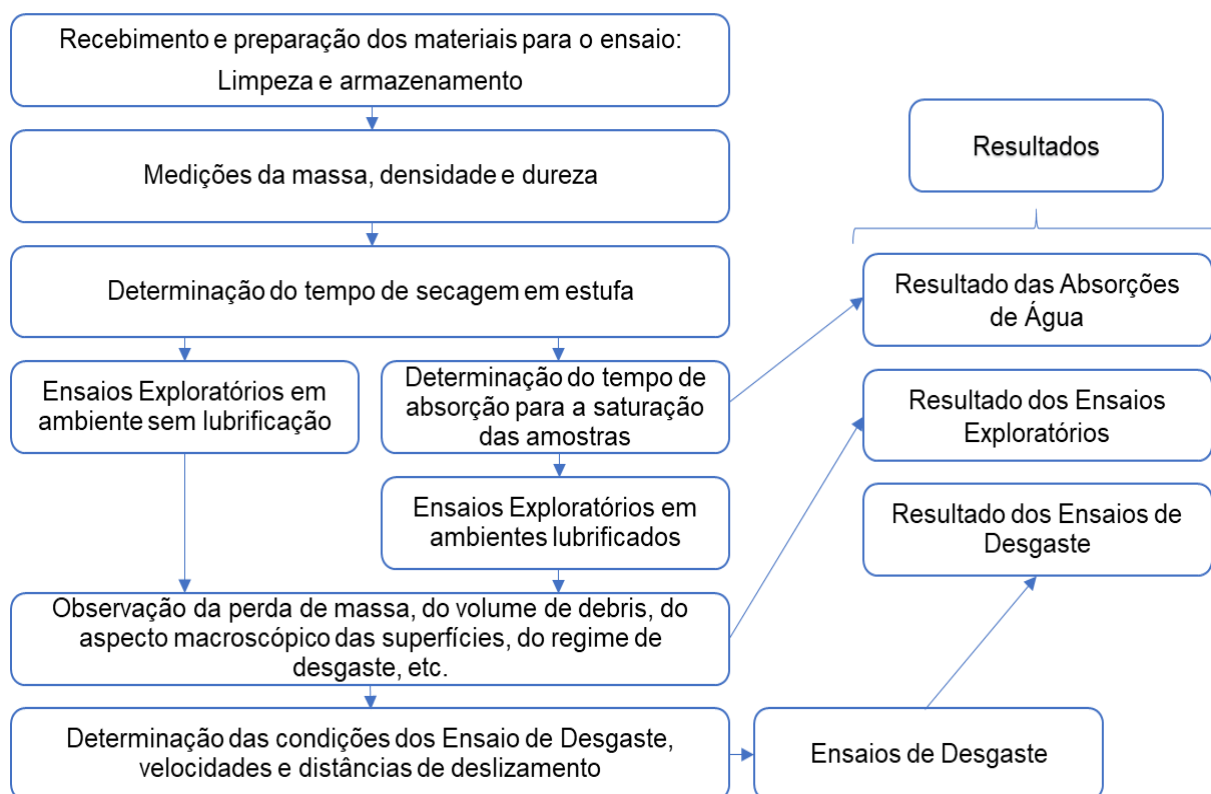 Recebimento e preparação dos materiais para o ensaio:
Limpeza e armazenamento
Medições da massa, densidade e dureza
Determinação do tempo de secagem em estufa
Ensaios Exploratórios em
ambiente sem lubrificação
Determinação do tempo de
absorção para a saturação
das amostras
Ensaios Exploratórios em
ambientes lubrificados
Observação da perda de massa, do volume de debris, do
aspecto macroscópico das superfícies, do regime de
desgaste, etc.
Determinação das condições dos Ensaio de Desgaste,
velocidades e distâncias de deslizamento
Ensaios de Desgaste
Resultados
Resultado das Absorções
de Água
Resultado dos Ensaios
Exploratórios
Resultado dos Ensaios de
Desgaste